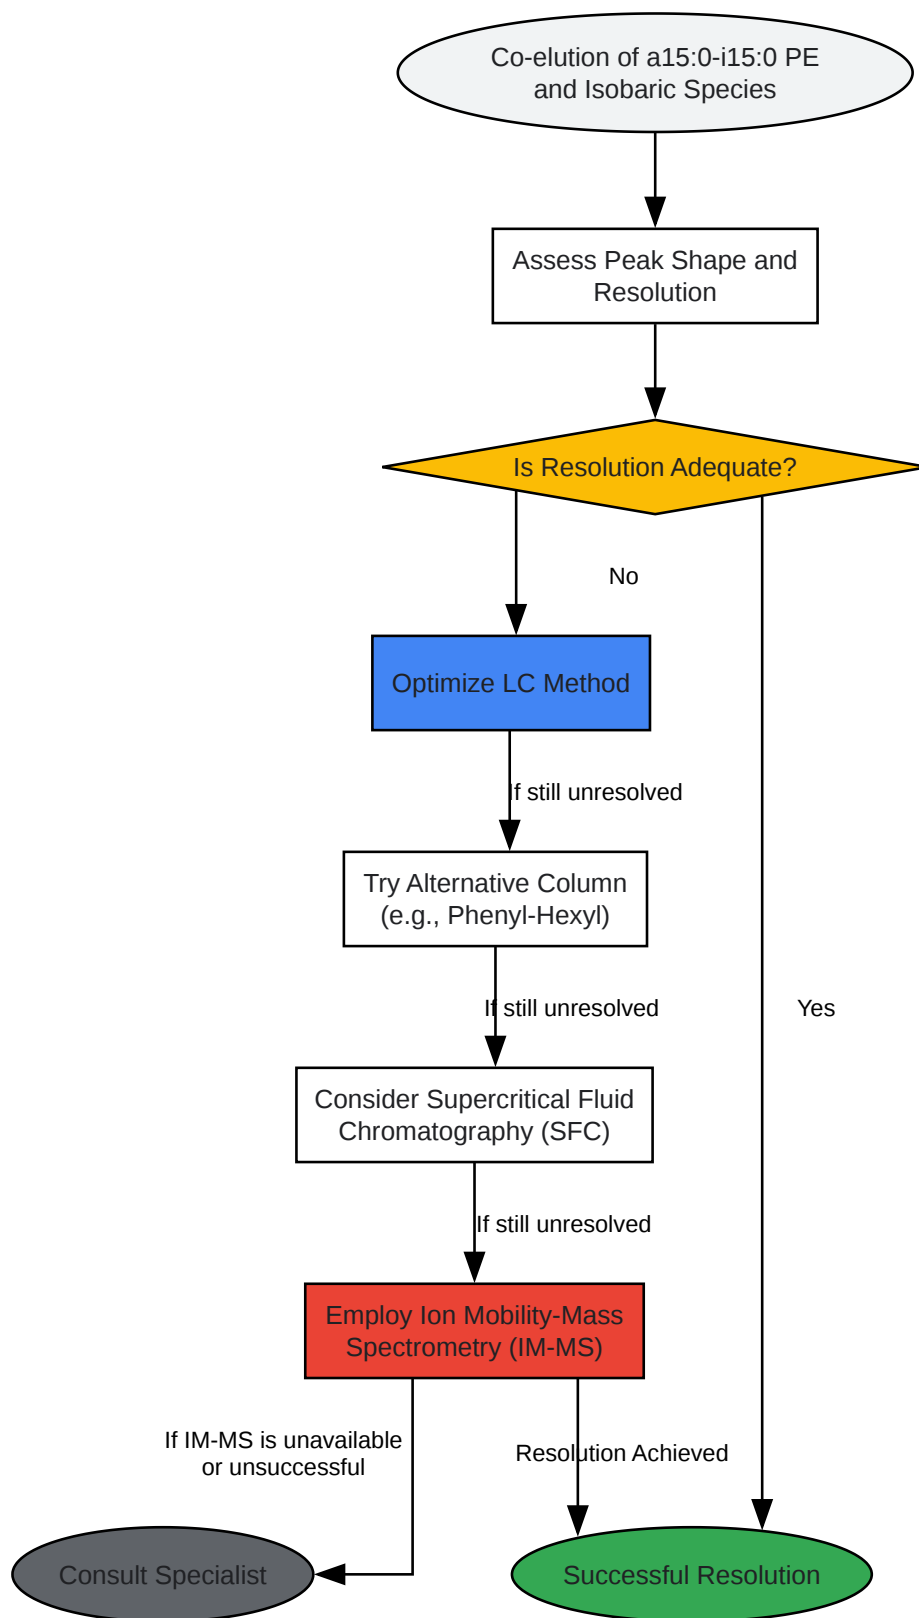 Co-elution of a15:0-i15:0 PE
and Isobaric Species
Assess Peak Shape and
Resolution
Is Resolution Adequate?
No
Optimize LC Method
If still unresolved
Try Alternative Column
(e.g., Phenyl-Hexyl)
If still unresolved
Yes
Consider Supercritical Fluid
Chromatography (SFC)
If still unresolved
Employ Ion Mobility-Mass
Spectrometry (IM-MS)
If IM-MS is unavailable
or unsuccessful
Resolution Achieved
Consult Specialist
Successful Resolution